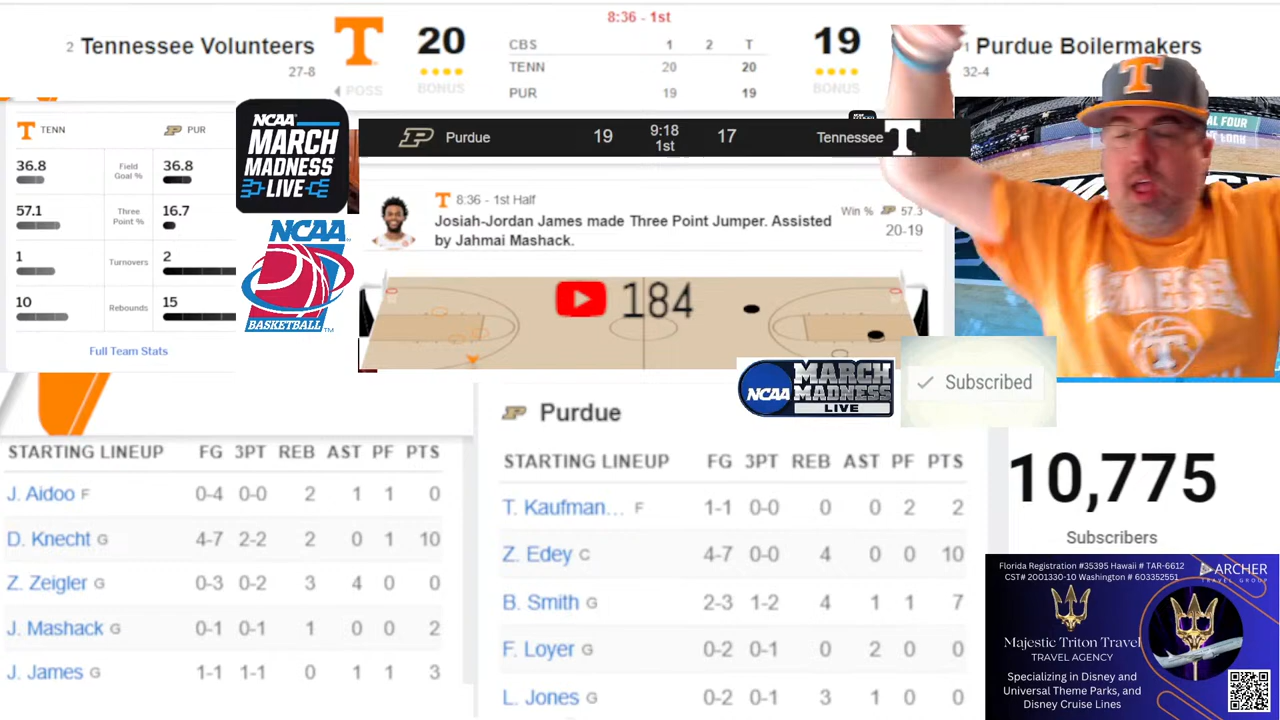 8:36 - 1st
2 Tennessee Volunteers
27-8
T
20
BONUS
POSS
CBS 1 2 T
TENN 20 20
PUR 19 19
19
BONUS
1 Purdue Boilermakers
32-4
T TENN
P PUR
36.8 Field Goal % 36.8
57.1 Three Point % 16.7
1 Turnovers 2
10 Rebounds 15
Full Team Stats
NCAA
MARCH
MADNESS
LIVE
NCAA
BASKETBALL
TM
P Purdue 19 9:18 17 Tennessee T
1st
T 8:36 - 1st Half
Josiah-Jordan James made Three Point Jumper. Assisted
by Jahmai Mashack.
Win % P 57.3
20-19
184
NCAA MARCH
MADNESS
LIVE
Subscribed
T
T
STARTING LINEUP FG 3PT REB AST PF PTS
J. Aidoo F 0-4 0-0 2 1 1 0
D. Knecht G 4-7 2-2 2 0 1 10
Z. Zeigler G 0-3 0-2 3 4 0 0
J. Mashack G 0-1 0-1 1 0 0 2
J. James G 1-1 1-1 0 1 1 3
P Purdue
STARTING LINEUP FG 3PT REB AST PF PTS
T. Kaufman... F 1-1 0-0 0 0 2 2
Z. Edey C 4-7 0-0 4 0 0 10
B. Smith G 2-3 1-2 4 1 1 7
F. Loyer G 0-2 0-1 0 2 0 0
L. Jones G 0-2 0-1 3 1 0 0
10,775
Subscribers
Florida Registration #35395 Hawaii # TAR-6612
CST# 2001330-10 Washington # 603352551
ARCHER
TRAVEL GROUP
Majestic Triton Travel
TRAVEL AGENCY
Specializing in Disney and
Universal Theme Parks, and
Disney Cruise Lines